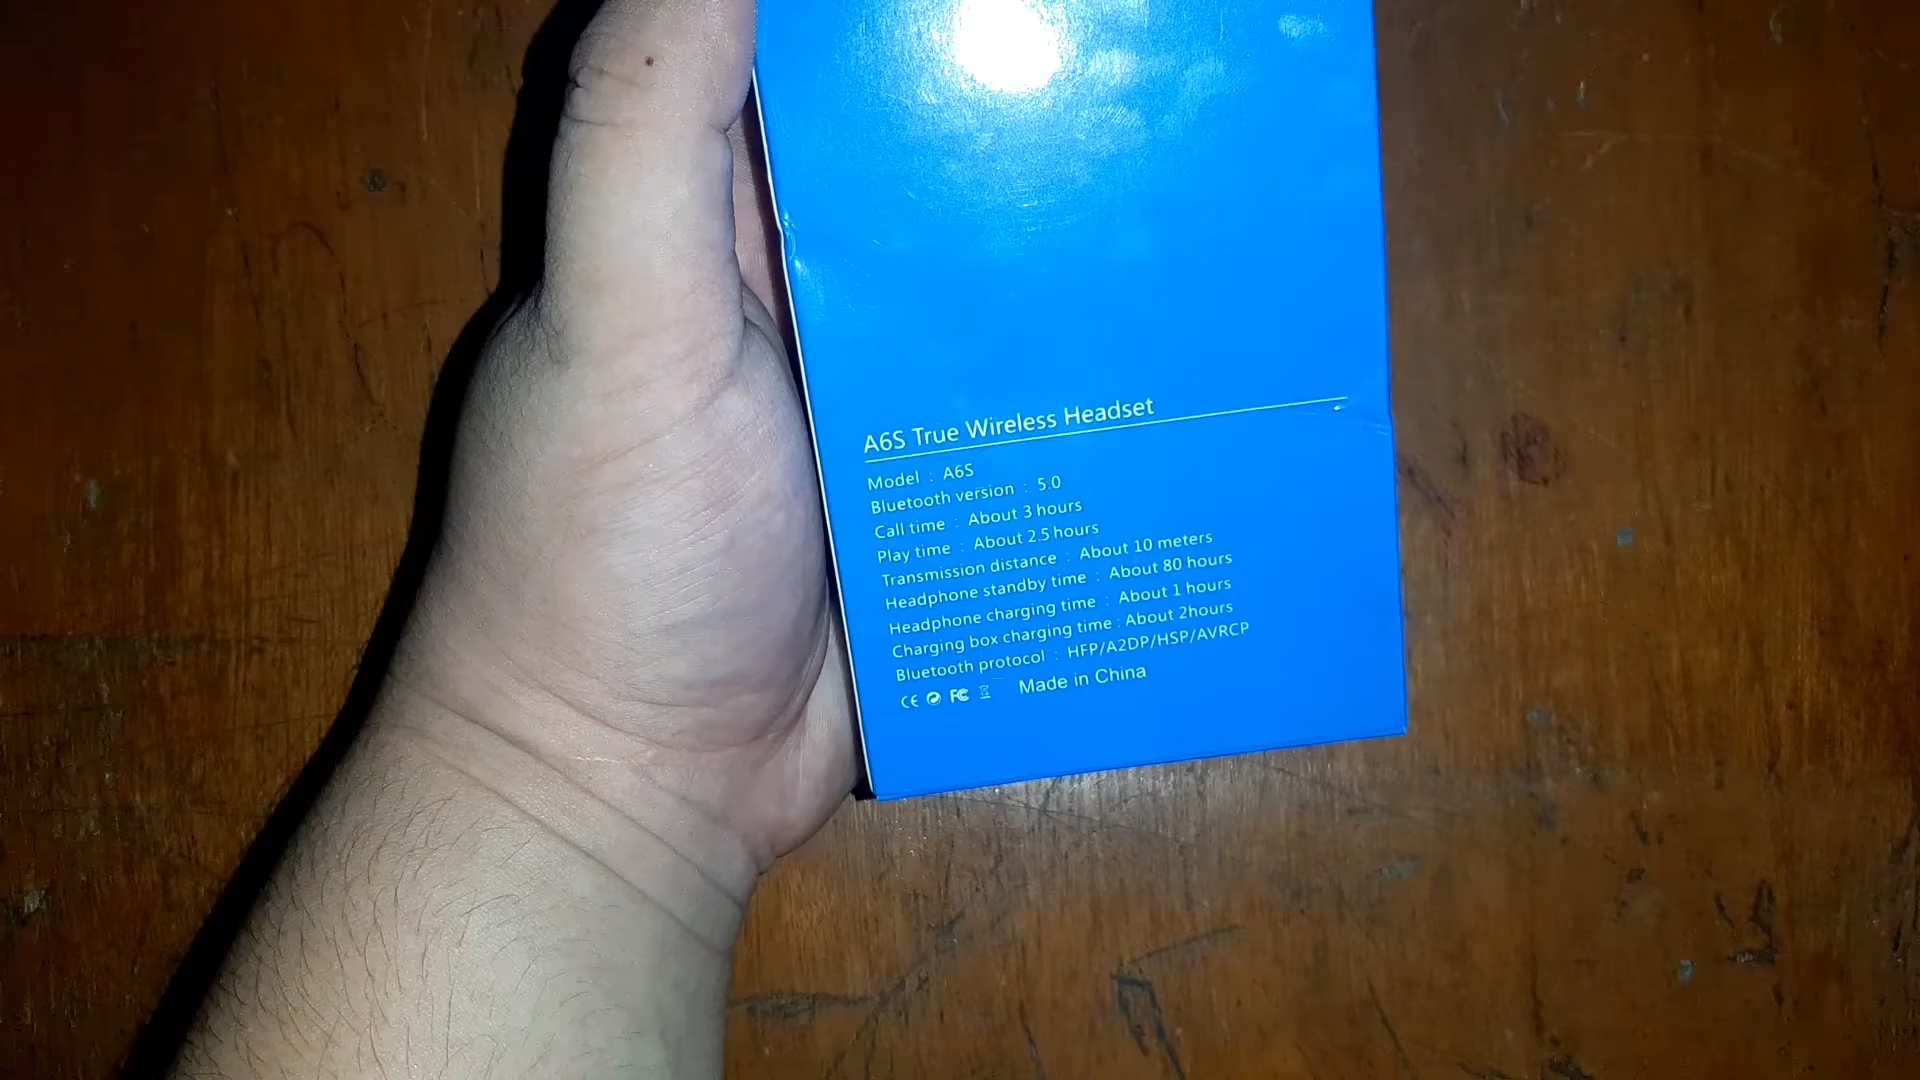 A6S True Wireless Headset
Model : A6S
Bluetooth version : 5.0
Call time : About 3 hours
Play time : About 2.5 hours
Transmission distance : About 10 meters
Headphone standby time : About 80 hours
Headphone charging time : About 1 hours
Charging box charging time : About 2hours
Bluetooth protocol : HFP/A2DP/HSP/AVRCP
CE FC Made in China